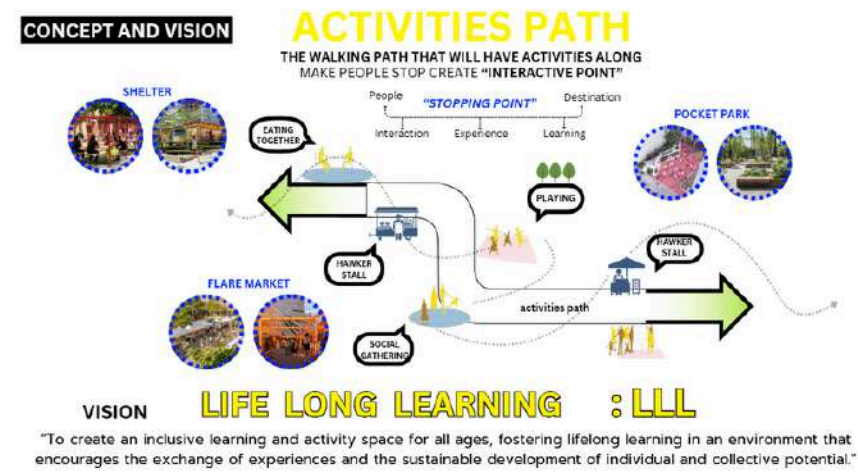 CONCEPT AND VISION
ACTIVITIES PATH
THE WALKING PATH THAT WILL HAVE ACTIVITIES ALONG
MAKE PEOPLE STOP CREATE “INTERACTIVE POINT”
SHELTER
People
“STOPPING POINT”
Destination
Interaction
Experience
Learning
POCKET PARK
EATING
TOGETHER
PLAYING
HAWKER
STALL
HAWKER
STALL
FLARE MARKET
activities path
SOCIAL
GATHERING
VISION
LIFE LONG LEARNING : LLL
“To create an inclusive learning and activity space for all ages, fostering lifelong learning in an environment that
encourages the exchange of experiences and the sustainable development of individual and collective potential.”